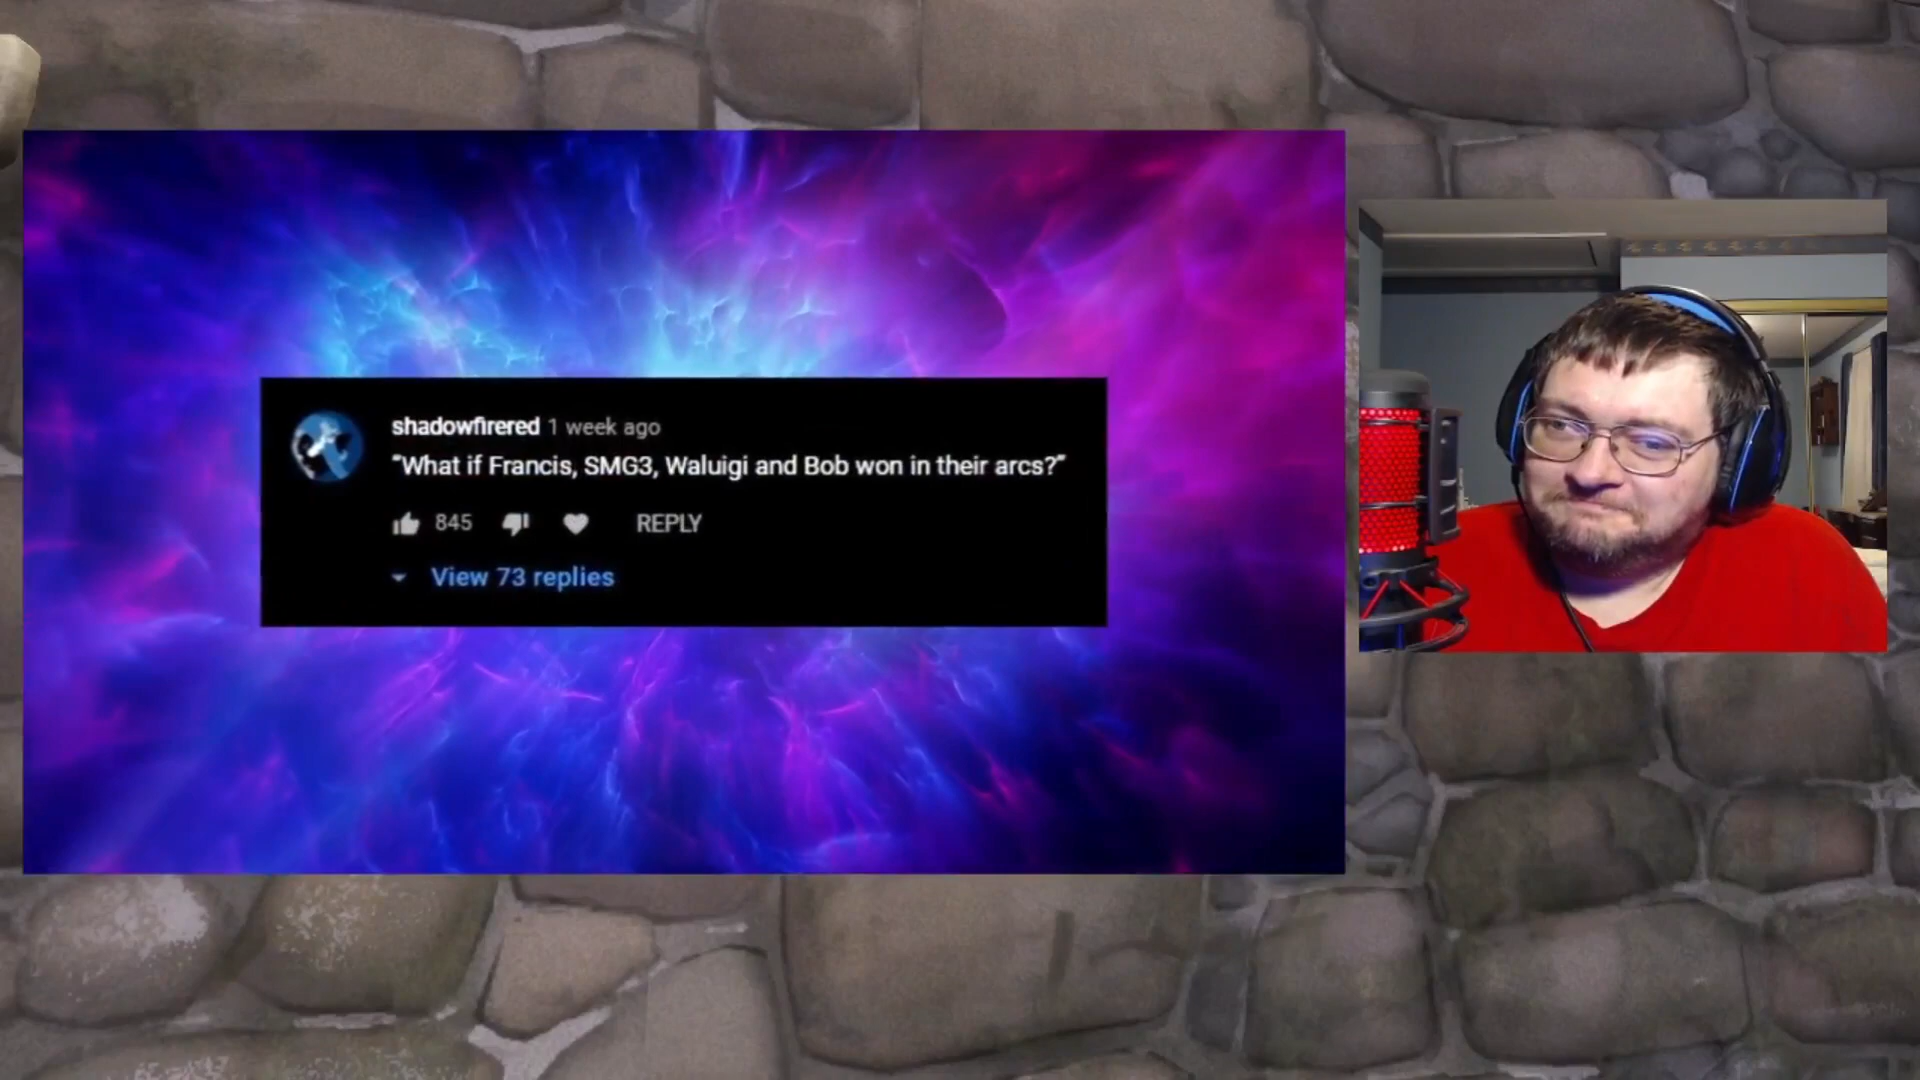 shadowfirered 1 week ago
"What if Francis, SMG3, Waluigi and Bob won in their arcs?"
845 REPLY
View 73 replies